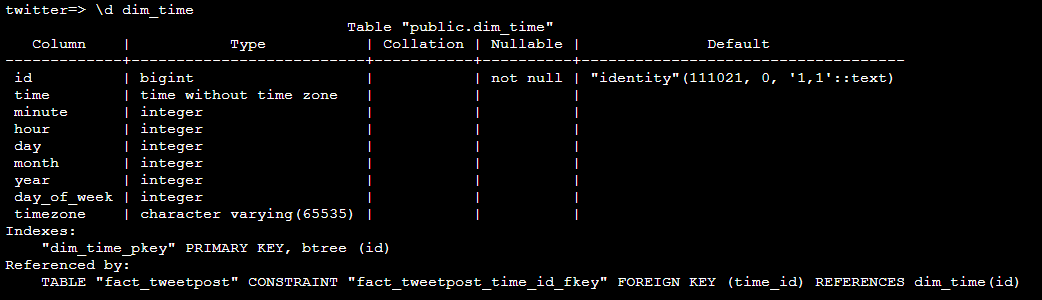 twitter=> \d dim_time
                                  Table "public.dim_time"
   Column    |            Type             | Collation | Nullable |               Default
-------------+-----------------------------+-----------+----------+-------------------------------------
 id          | bigint                      |           | not null | "identity"(111021, 0, '1,1'::text)
 time        | time without time zone      |           |          |
 minute      | integer                     |           |          |
 hour        | integer                     |           |          |
 day         | integer                     |           |          |
 month       | integer                     |           |          |
 year        | integer                     |           |          |
 day_of_week | integer                     |           |          |
 timezone    | character varying(65535)    |           |          |
Indexes:
    "dim_time_pkey" PRIMARY KEY, btree (id)
Referenced by:
    TABLE "fact_tweetpost" CONSTRAINT "fact_tweetpost_time_id_fkey" FOREIGN KEY (time_id) REFERENCES dim_time(id)